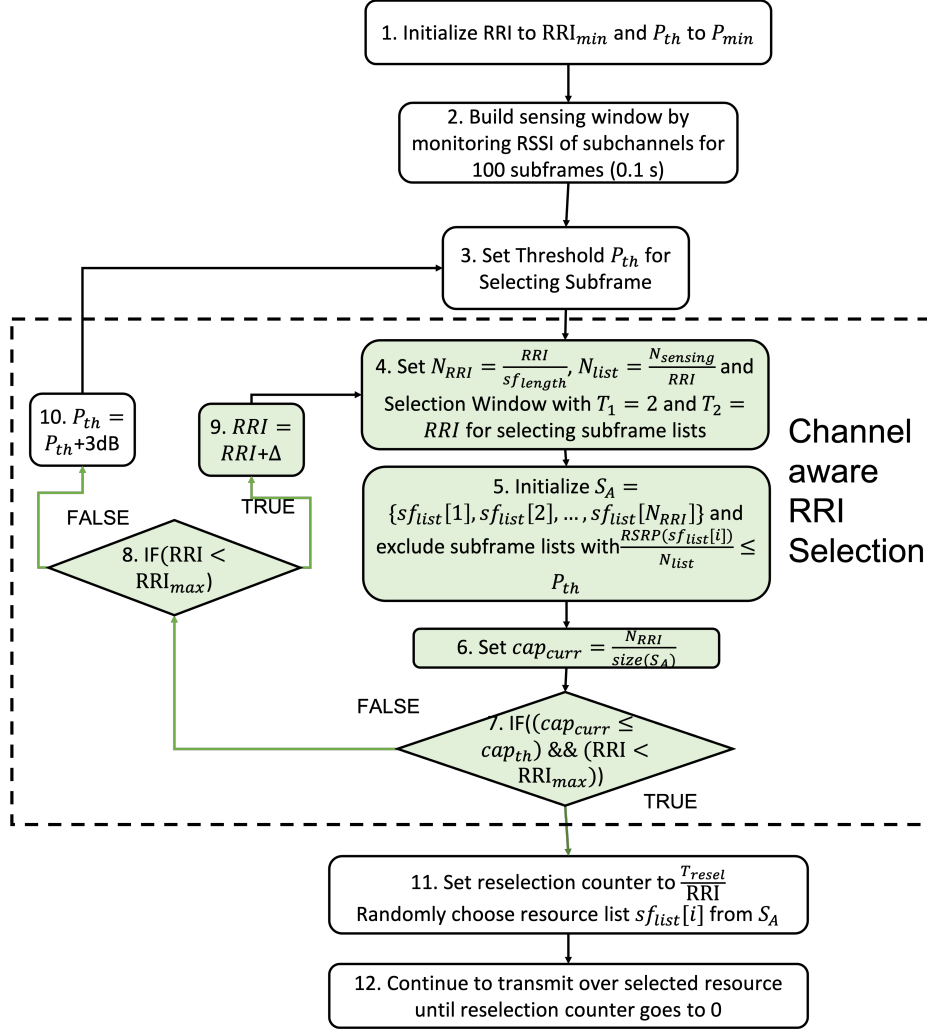 1. Initialize RRI to RRI_min and P_th to P_min
2. Build sensing window by
monitoring RSSI of subchannels for
100 subframes (0.1 s)
3. Set Threshold P_th for
Selecting Subframe
4. Set N_RRI = RRI/sf_length, N_list = N_sensing/RRI and
Selection Window with T_1 = 2 and T_2 =
RRI for selecting subframe lists
10. P_th =
P_th+3dB
9. RRI =
RRI+Δ
Channel
aware
RRI
Selection
5. Initialize S_A =
{sf_list[1], sf_list[2], … , sf_list[N_RRI]} and
exclude subframe lists with RSRP(sf_list[i])/N_list ≤
P_th
FALSE
TRUE
8. IF(RRI <
RRI_max)
6. Set cap_curr = N_RRI/size(S_A)
FALSE
7. IF((cap_curr ≤
cap_th) && (RRI <
RRI_max))
TRUE
11. Set reselection counter to T_resel/RRI
Randomly choose resource list sf_list[i] from S_A
12. Continue to transmit over selected resource
until reselection counter goes to 0